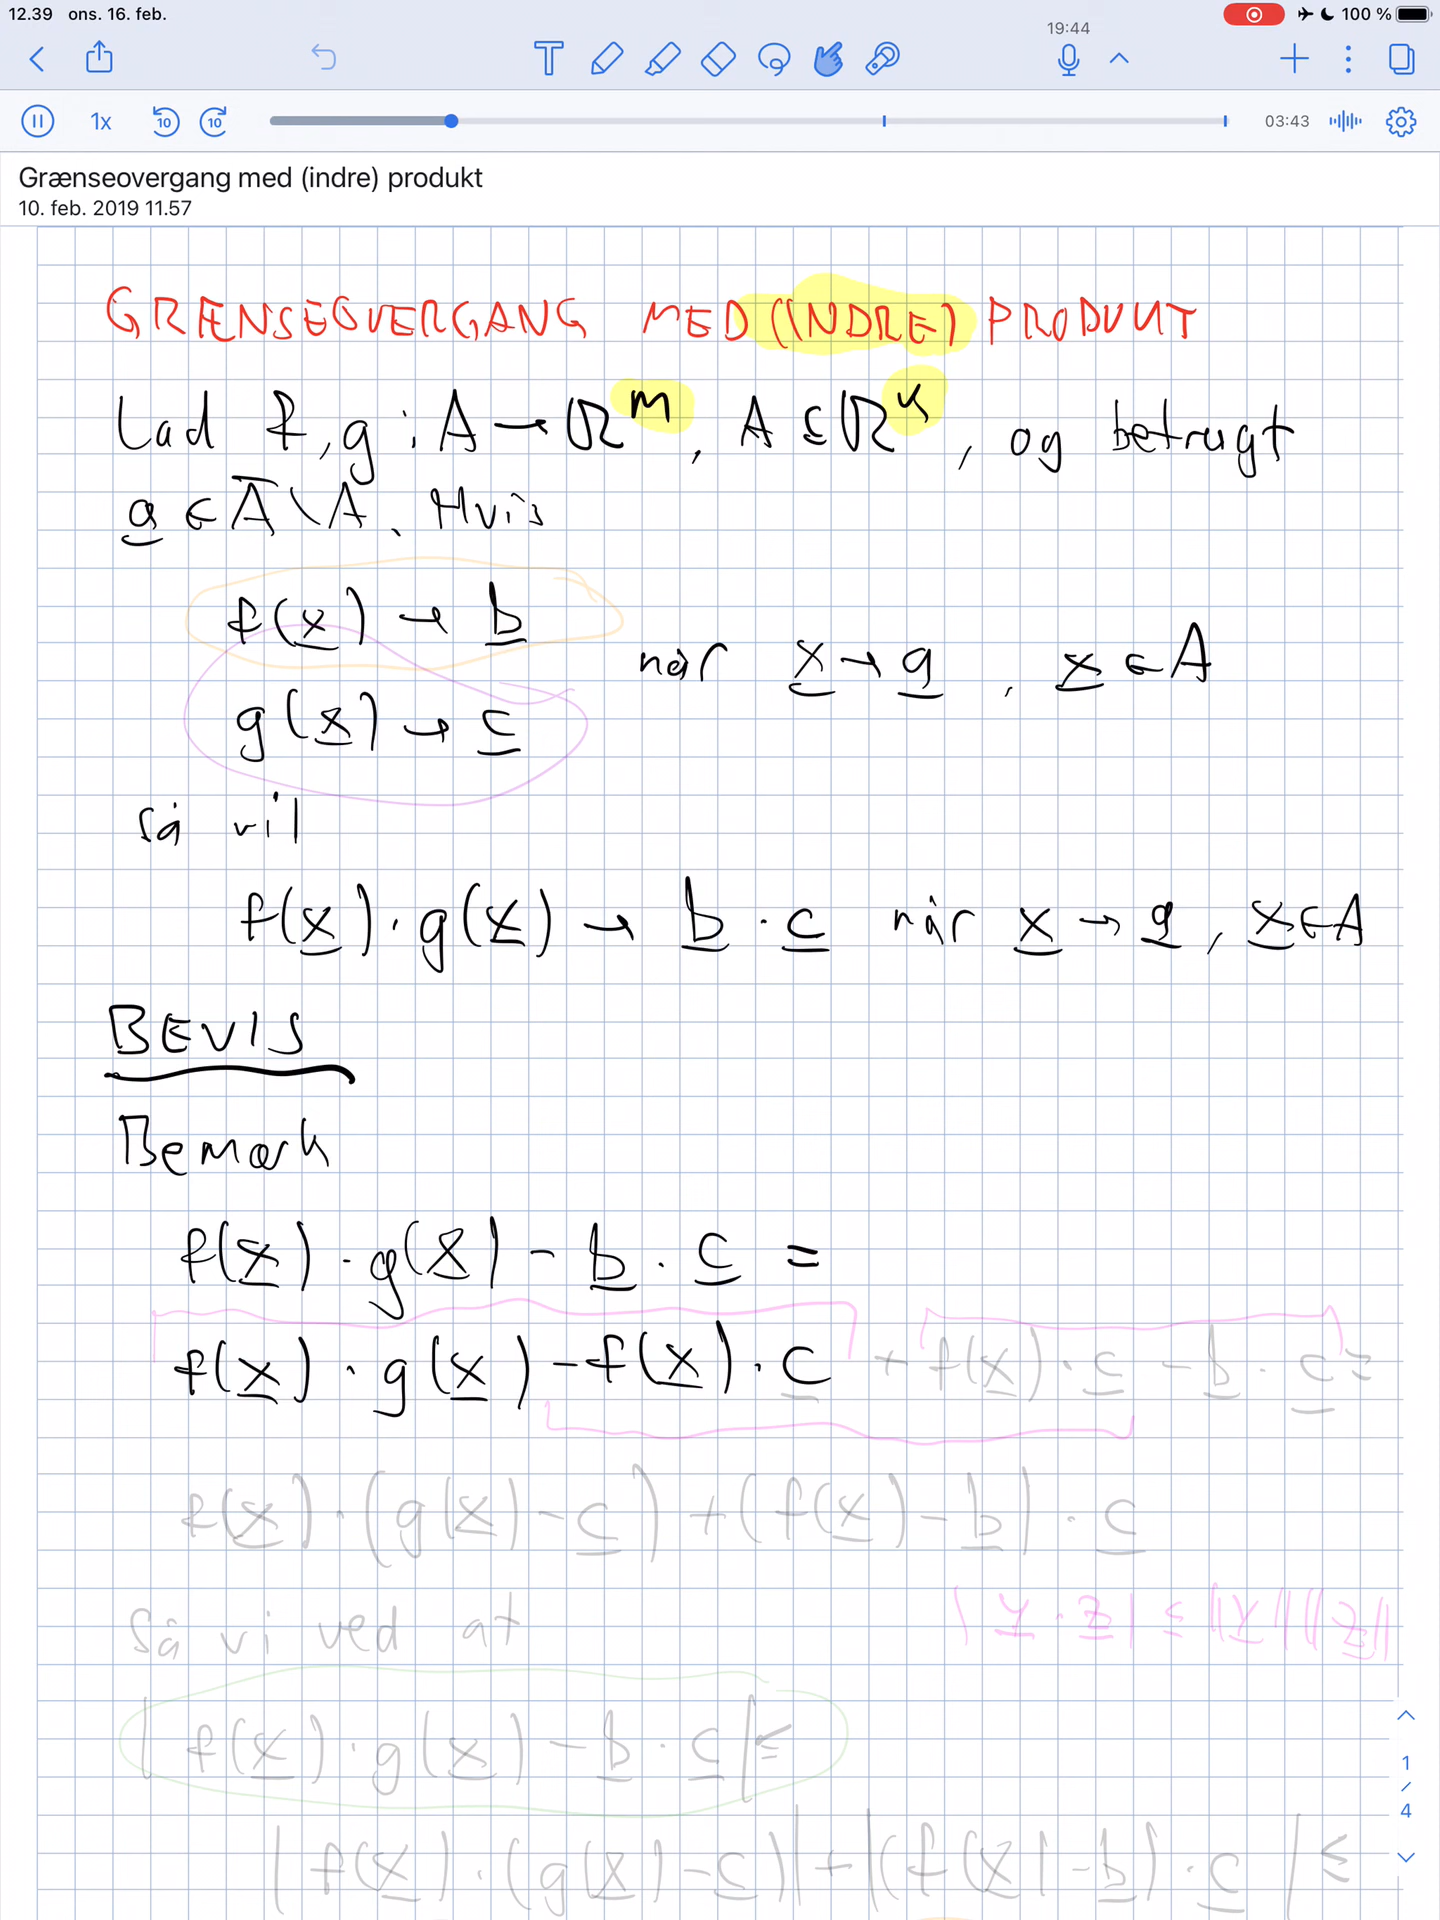 12.39 ons. 16. feb. 100 %
19:44
1x 10 10 03:43
Grænseovergang med (indre) produkt
10. feb. 2019 11.57
GRÆNSEOVERGANG MED (INDRE) PRODUKT
Lad f, g : A → ℝᵐ, A ⊆ ℝᵏ, og betragt
a ∈ Ā \ A. Hvis
f(x) → b
når x → a, x ∈ A
g(x) → c
så vil
f(x) · g(x) → b · c når x → a, x ∈ A
BEVIS
Bemærk
f(x) · g(x) - b · c =
f(x) · g(x) - f(x) · c + f(x) · c - b · c =
f(x) · (g(x) - c) + (f(x) - b) · c
Så vi ved at
|y · z| ≤ ||y|| ||z||
|f(x) · g(x) - b · c| ≤
|f(x) · (g(x) - c)| + |(f(x) - b) · c| ≤
1
/
4